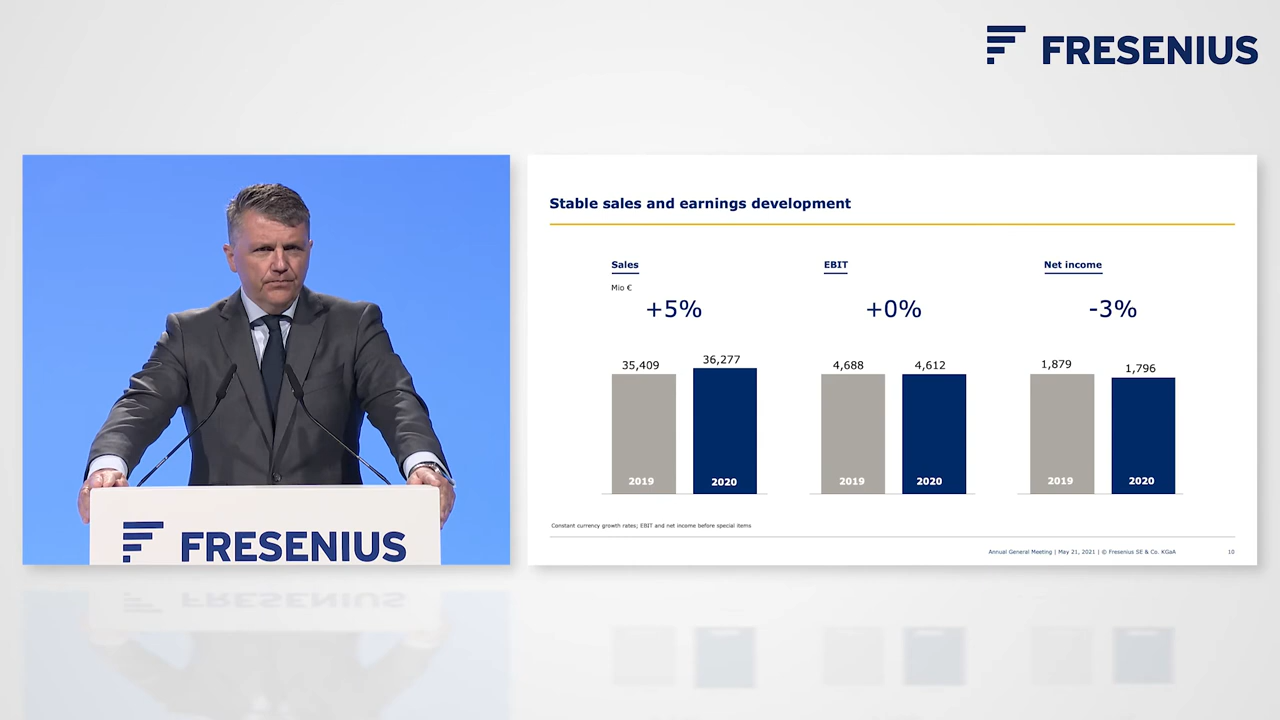 FRESENIUS
Stable sales and earnings development
Sales
EBIT
Net income
Mio €
+5%
+0%
-3%
35,409
36,277
4,688
4,612
1,879
1,796
2019
2020
2019
2020
2019
2020
Constant currency growth rates; EBIT and net income before special items
Annual General Meeting | May 21, 2021 | © Fresenius SE & Co. KGaA
10
FRESENIUS